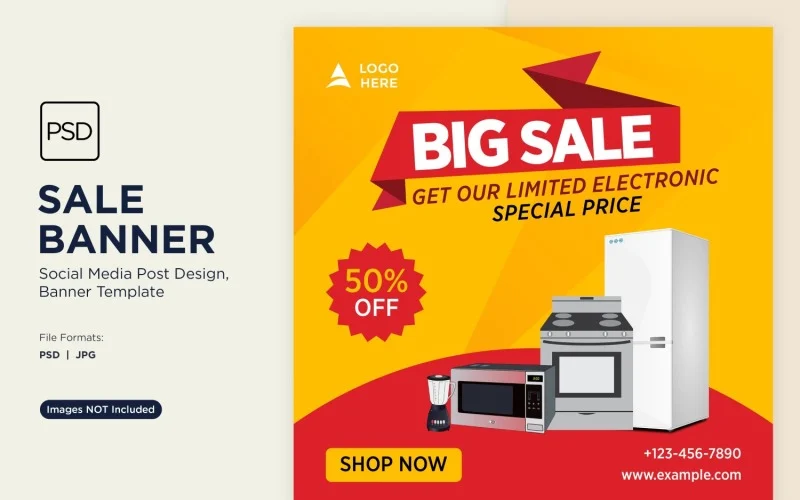 PSD
SALE
BANNER
Social Media Post Design,
Banner Template
File Formats:
PSD | JPG
Images NOT Included
LOGO
HERE
BIG SALE
GET OUR LIMITED ELECTRONIC
SPECIAL PRICE
50%
OFF
SHOP NOW
+123-456-7890
www.example.com